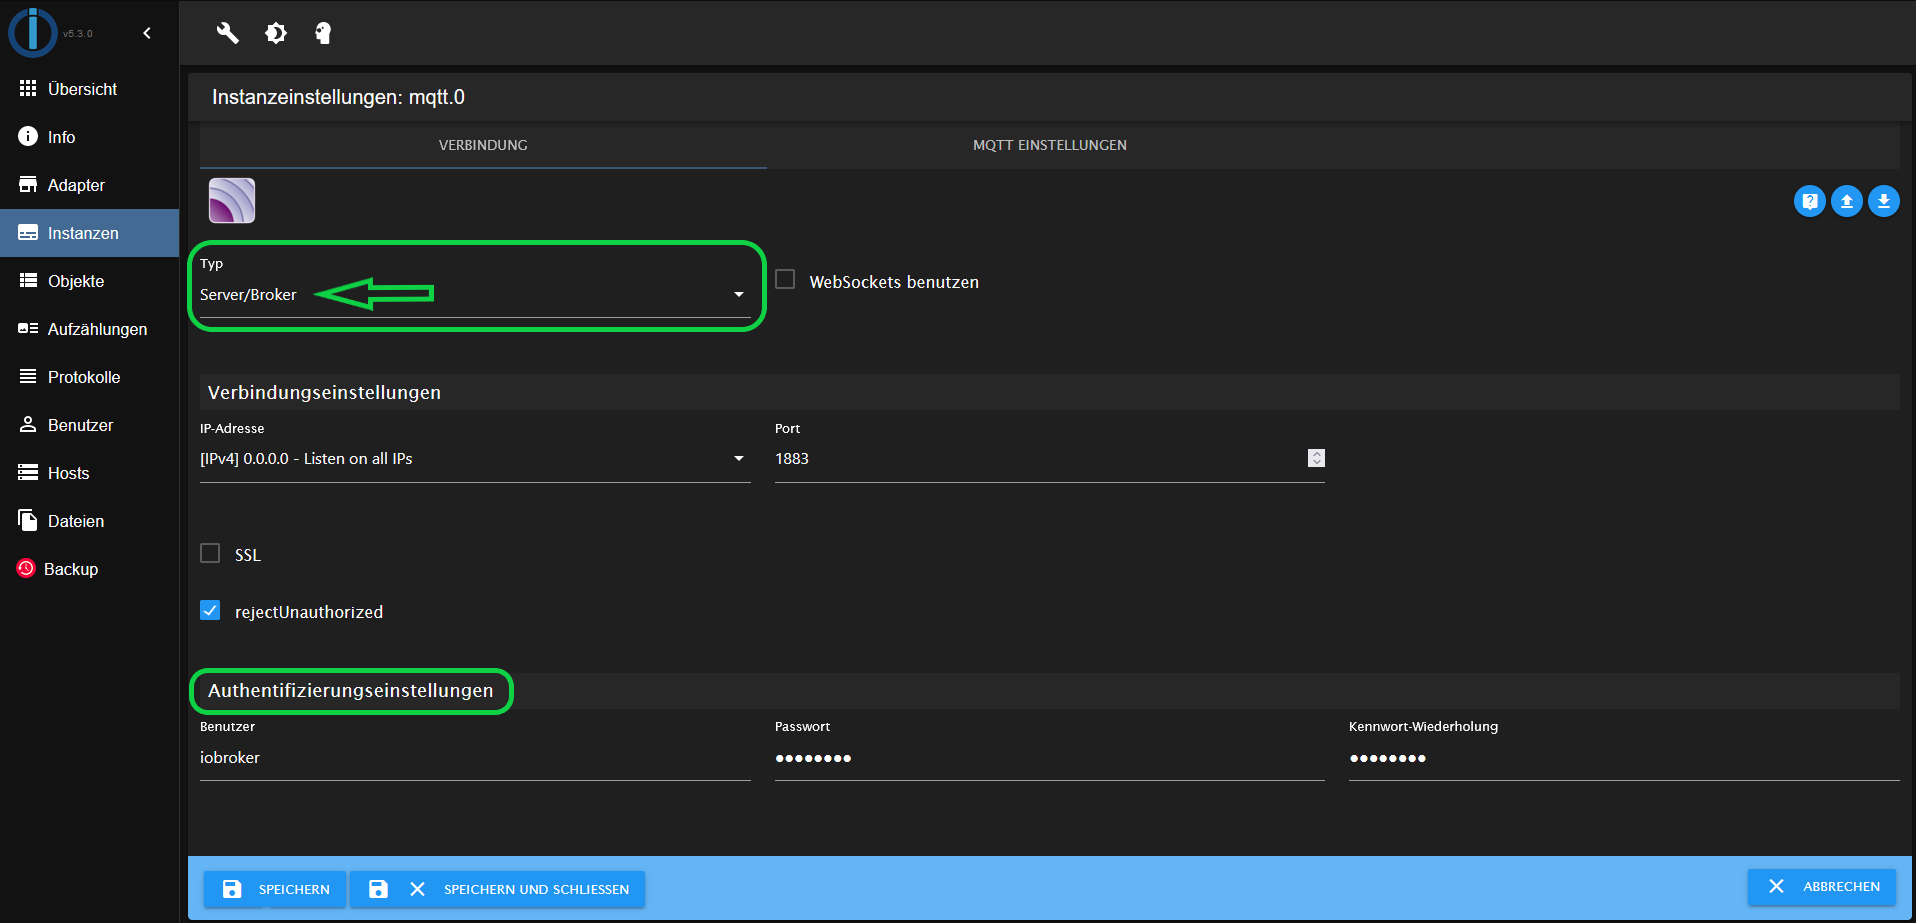 v5.3.0
Übersicht
Info
Adapter
Instanzen
Objekte
Aufzählungen
Protokolle
Benutzer
Hosts
Dateien
Backup
Instanzeinstellungen: mqtt.0
VERBINDUNG
MQTT EINSTELLUNGEN
Typ
Server/Broker
WebSockets benutzen
Verbindungseinstellungen
IP-Adresse
Port
[IPv4] 0.0.0.0 - Listen on all IPs
1883
SSL
rejectUnauthorized
Authentifizierungseinstellungen
Benutzer
Passwort
Kennwort-Wiederholung
iobroker
••••••••
••••••••
SPEICHERN
SPEICHERN UND SCHLIESSEN
ABBRECHEN